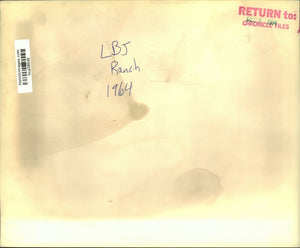 RETURN to:
CHRONICLE FILES
LBJ
Ranch
1964